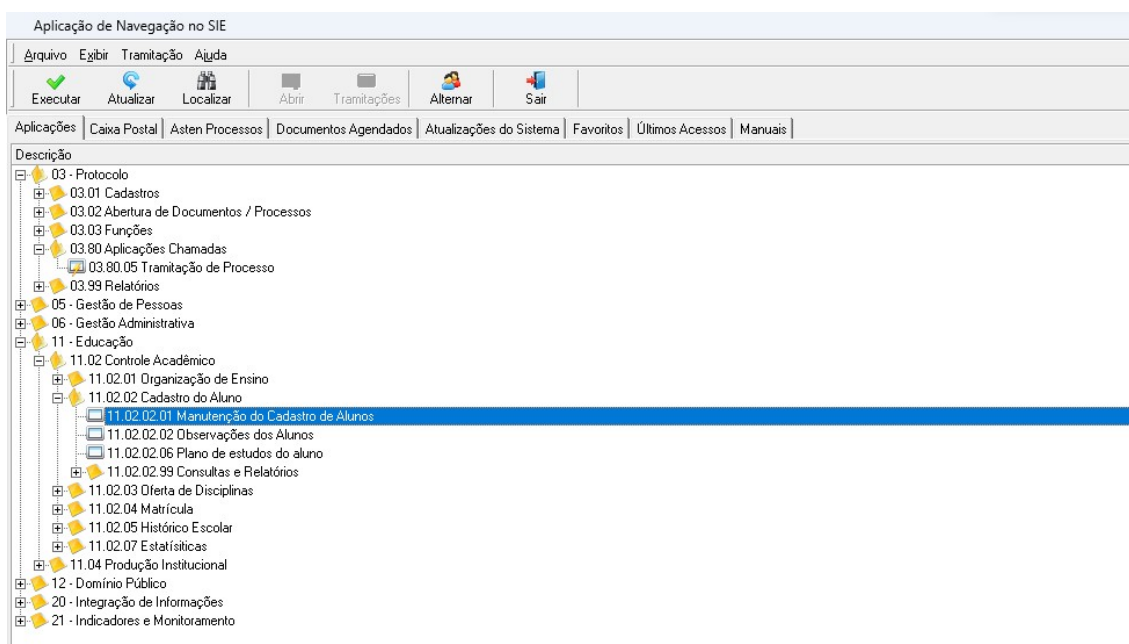 Aplicação de Navegação no SIE
Arquivo Exibir Tramitação Ajuda
Executar Atualizar Localizar Abrir Tramitações Alternar Sair
Aplicações Caixa Postal Asten Processos Documentos Agendados Atualizações do Sistema Favoritos Últimos Acessos Manuais
Descrição
03 - Protocolo
03.01 Cadastros
03.02 Abertura de Documentos / Processos
03.03 Funções
03.80 Aplicações Chamadas
03.80.05 Tramitação de Processo
03.99 Relatórios
05 - Gestão de Pessoas
06 - Gestão Administrativa
11 - Educação
11.02 Controle Acadêmico
11.02.01 Organização de Ensino
11.02.02 Cadastro do Aluno
11.02.02.01 Manutenção do Cadastro de Alunos
11.02.02.02 Observações dos Alunos
11.02.02.06 Plano de estudos do aluno
11.02.02.99 Consultas e Relatórios
11.02.03 Oferta de Disciplinas
11.02.04 Matrícula
11.02.05 Histórico Escolar
11.02.07 Estatísiticas
11.04 Produção Institucional
12 - Domínio Público
20 - Integração de Informações
21 - Indicadores e Monitoramento